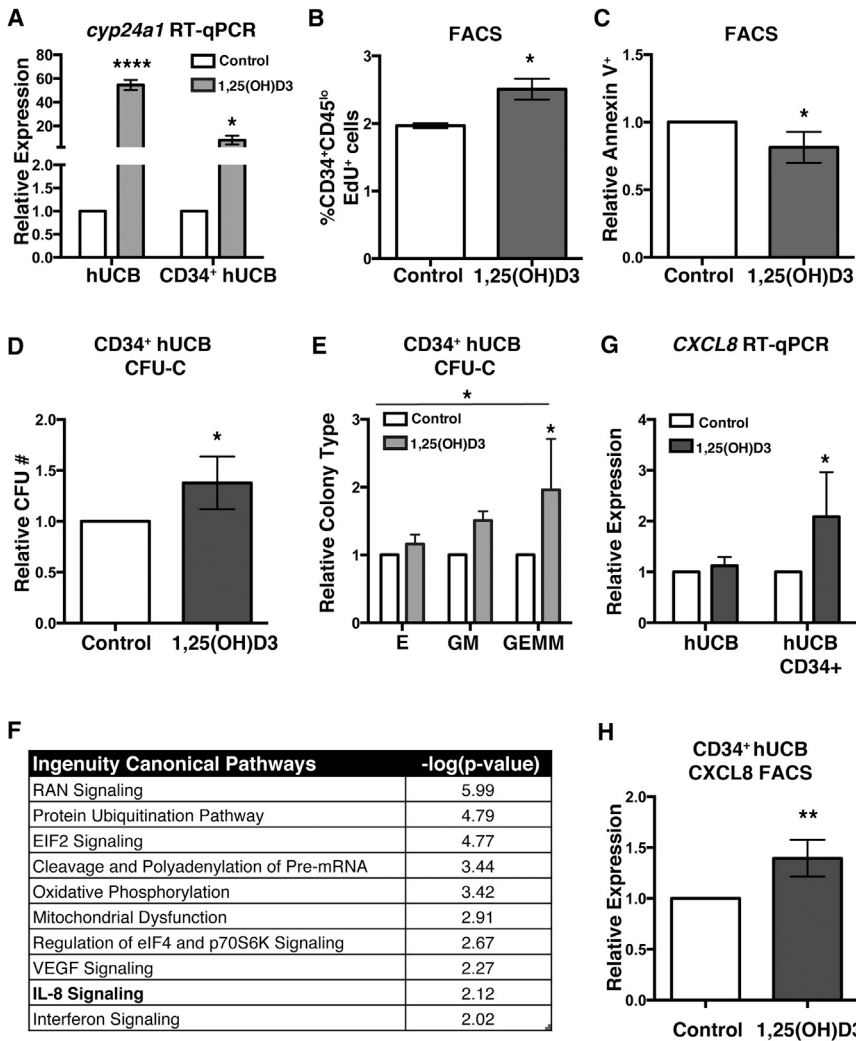 A
cyp24a1 RT-qPCR
Relative Expression
80
60
40
20
2.0
1.5
1.0
0.5
0.0
****
*
Control
1,25(OH)D3
hUCB
CD34⁺ hUCB
B
FACS
%CD34⁺CD45ˡᵒ
EdU⁺ cells
3
2
1
0
*
Control
1,25(OH)D3
C
FACS
Relative Annexin V⁺
1.5
1.0
0.5
0.0
*
Control
1,25(OH)D3
D
CD34⁺ hUCB
CFU-C
Relative CFU #
2.0
1.5
1.0
0.5
0.0
*
Control
1,25(OH)D3
E
CD34⁺ hUCB
CFU-C
Relative Colony Type
3
2
1
0
*
Control
1,25(OH)D3
*
E
GM
GEMM
G
CXCL8 RT-qPCR
Relative Expression
4
3
2
1
0
Control
1,25(OH)D3
*
hUCB
hUCB
CD34+
F
Ingenuity Canonical Pathways -log(p-value)
RAN Signaling 5.99
Protein Ubiquitination Pathway 4.79
EIF2 Signaling 4.77
Cleavage and Polyadenylation of Pre-mRNA 3.44
Oxidative Phosphorylation 3.42
Mitochondrial Dysfunction 2.91
Regulation of eIF4 and p70S6K Signaling 2.67
VEGF Signaling 2.27
IL-8 Signaling 2.12
Interferon Signaling 2.02
H
CD34⁺ hUCB
CXCL8 FACS
Relative Expression
2.0
1.5
1.0
0.5
0.0
**
Control
1,25(OH)D3